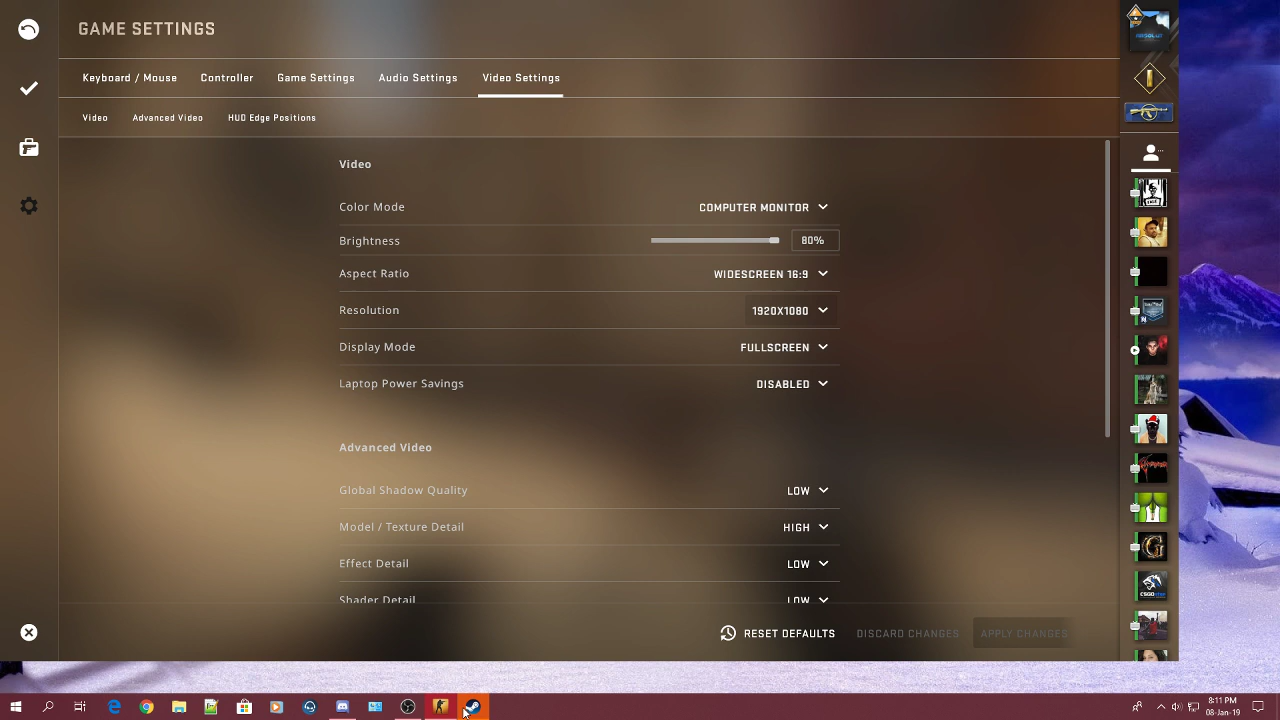 GAME SETTINGS
Keyboard / Mouse Controller Game Settings Audio Settings Video Settings
Video Advanced Video HUD Edge Positions
Video
Color Mode COMPUTER MONITOR
Brightness 80%
Aspect Ratio WIDESCREEN 16:9
Resolution 1920X1080
Display Mode FULLSCREEN
Laptop Power Savings DISABLED
Advanced Video
Global Shadow Quality LOW
Model / Texture Detail HIGH
Effect Detail LOW
Shader Detail LOW
RESET DEFAULTS DISCARD CHANGES APPLY CHANGES
8:11 PM
08-Jan-19